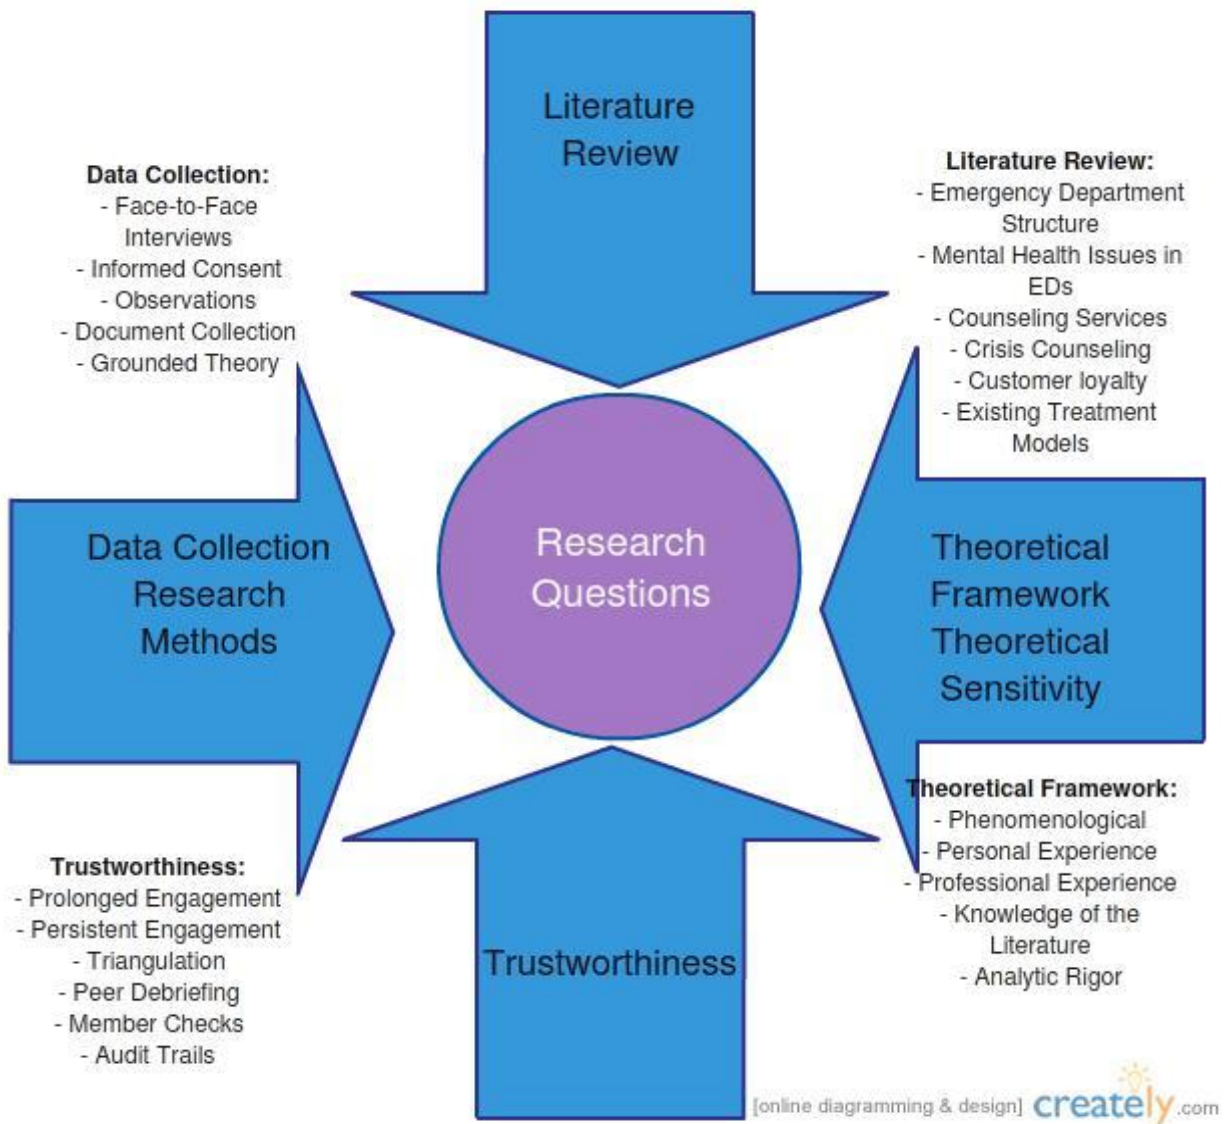 Literature
Review
Data Collection:
- Face-to-Face
Interviews
- Informed Consent
- Observations
- Document Collection
- Grounded Theory
Literature Review:
- Emergency Department
Structure
- Mental Health Issues in
EDs
- Counseling Services
- Crisis Counseling
- Customer loyalty
- Existing Treatment
Models
Data Collection
Research
Methods
Research
Questions
Theoretical
Framework
Theoretical
Sensitivity
Trustworthiness:
- Prolonged Engagement
- Persistent Engagement
- Triangulation
- Peer Debriefing
- Member Checks
- Audit Trails
Trustworthiness
Theoretical Framework:
- Phenomenological
- Personal Experience
- Professional Experience
- Knowledge of the
Literature
- Analytic Rigor
[online diagramming & design] creately.com